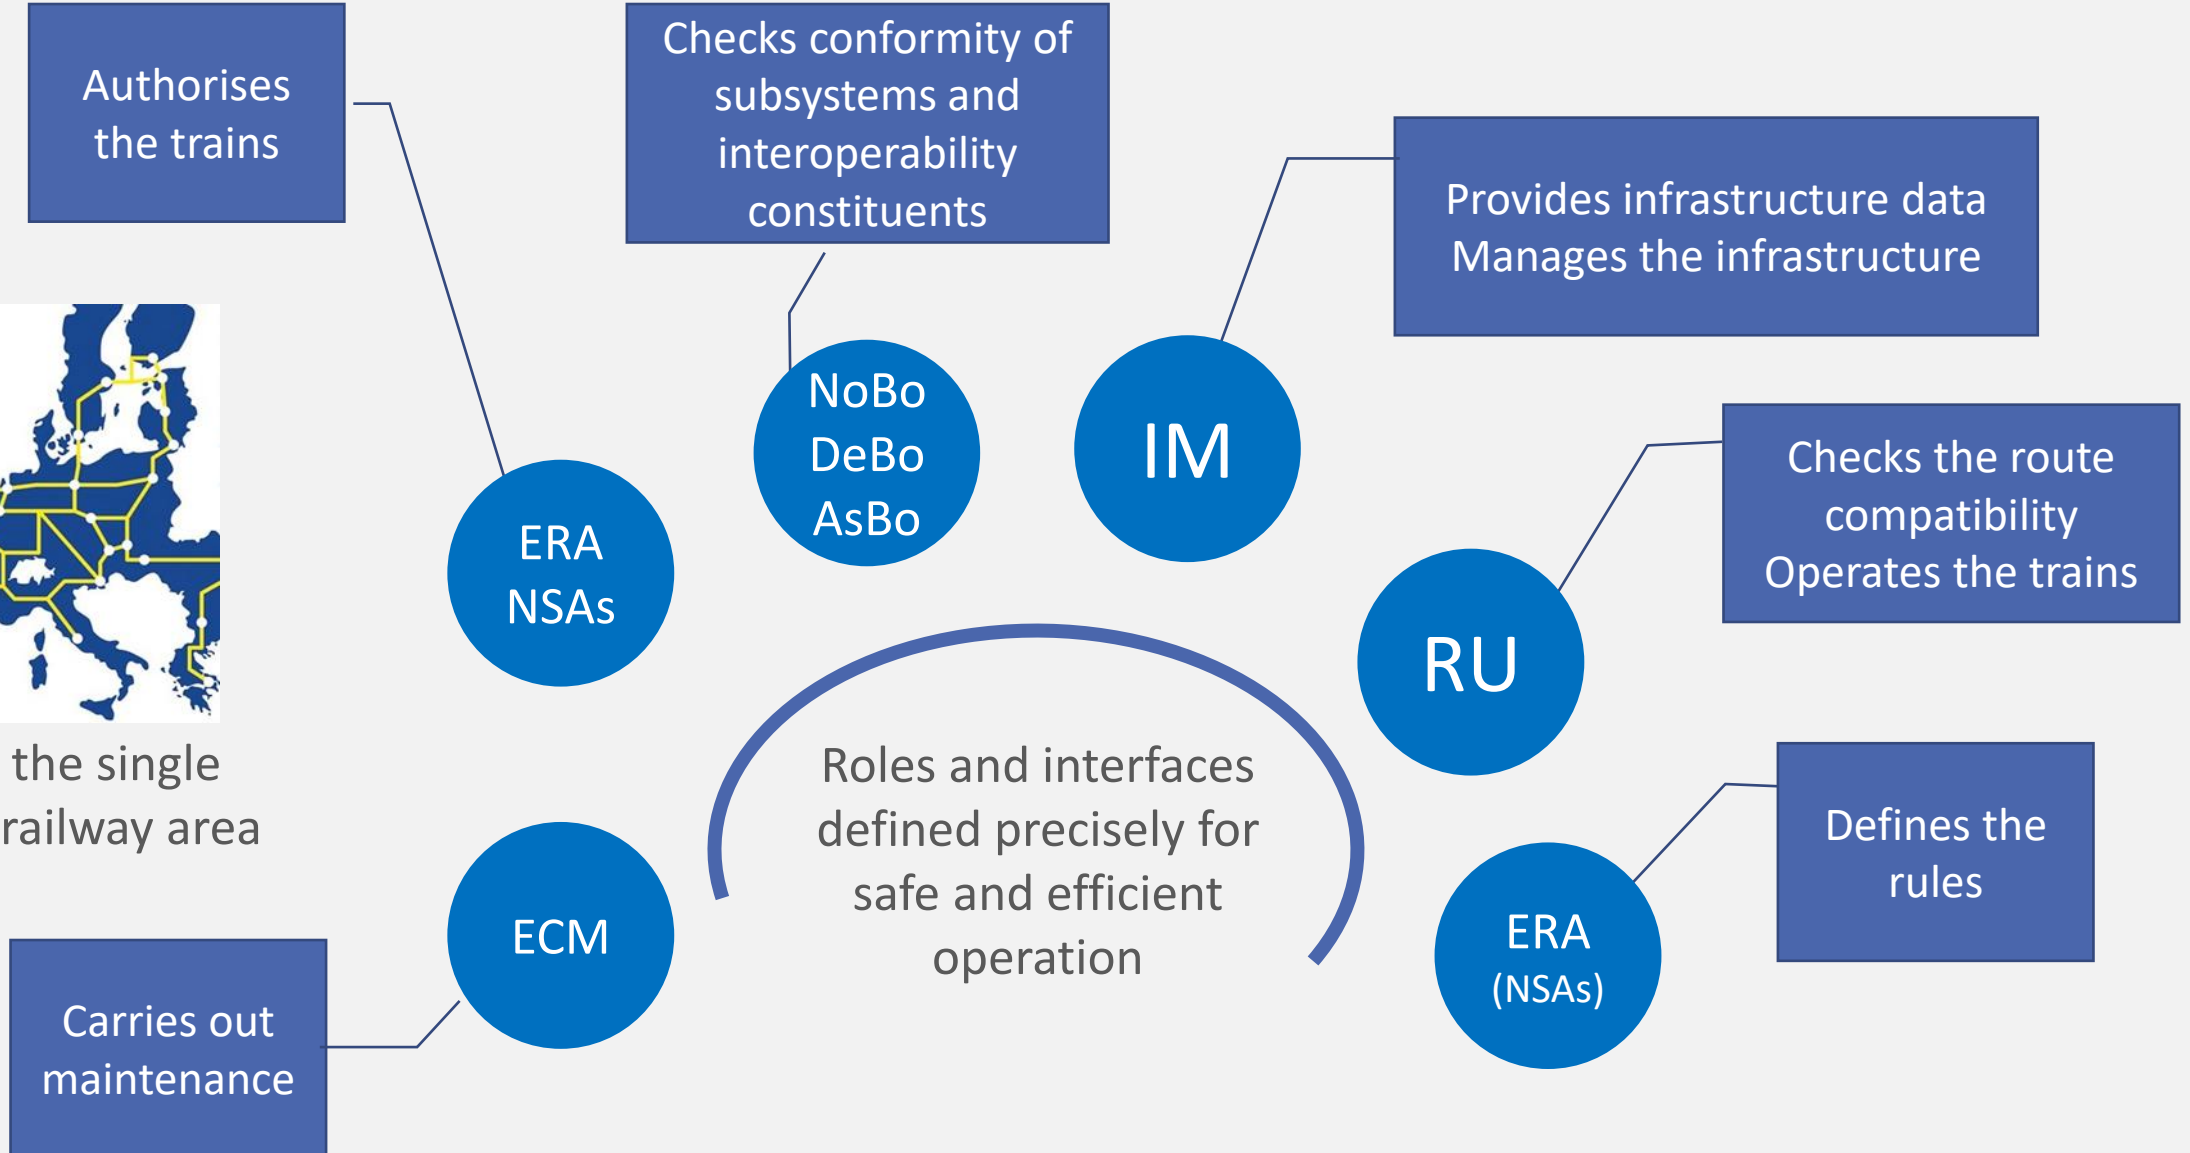 Authorises
the trains
Checks conformity of
subsystems and
interoperability
constituents
Provides infrastructure data
Manages the infrastructure
Checks the route
compatibility
Operates the trains
Defines the
rules
Carries out
maintenance
ERA
NSAs
NoBo
DeBo
AsBo
IM
RU
ERA
(NSAs)
ECM
the single
railway area
Roles and interfaces
defined precisely for
safe and efficient
operation